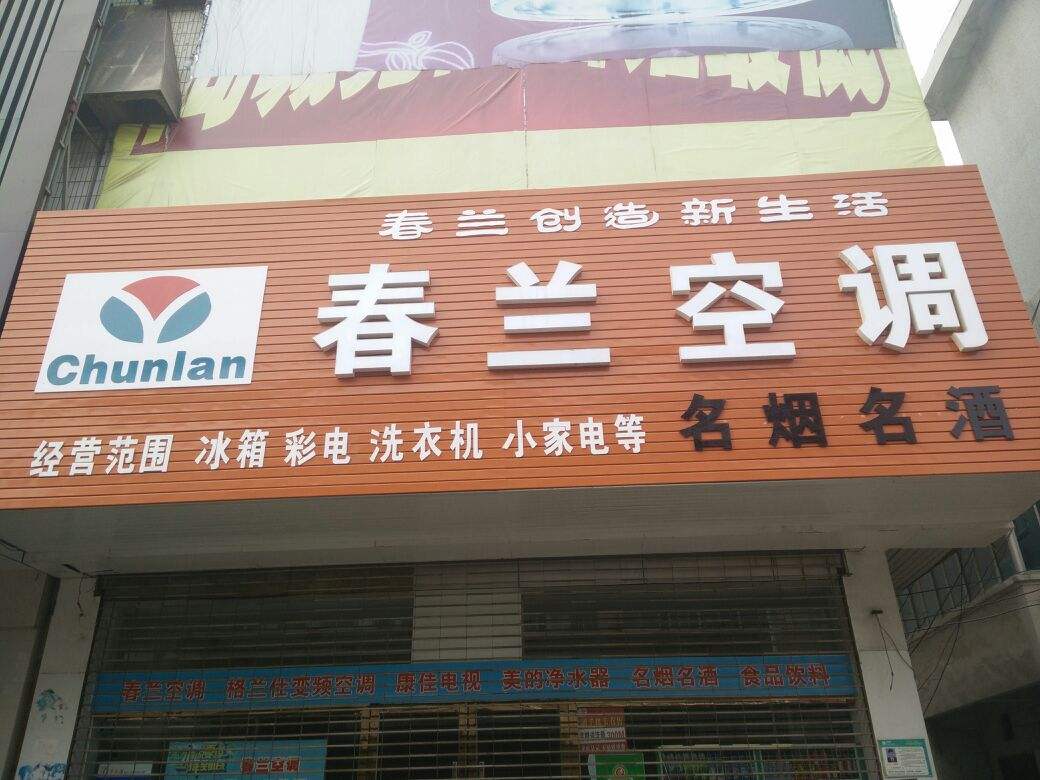 春兰创造新生活
Chunlan
春兰空调
经营范围 冰箱 彩电 洗衣机 小家电等
名烟名酒
春兰空调 格兰仕变频空调 康佳电视 美的净水器 名烟名酒 食品饮料
春兰空调